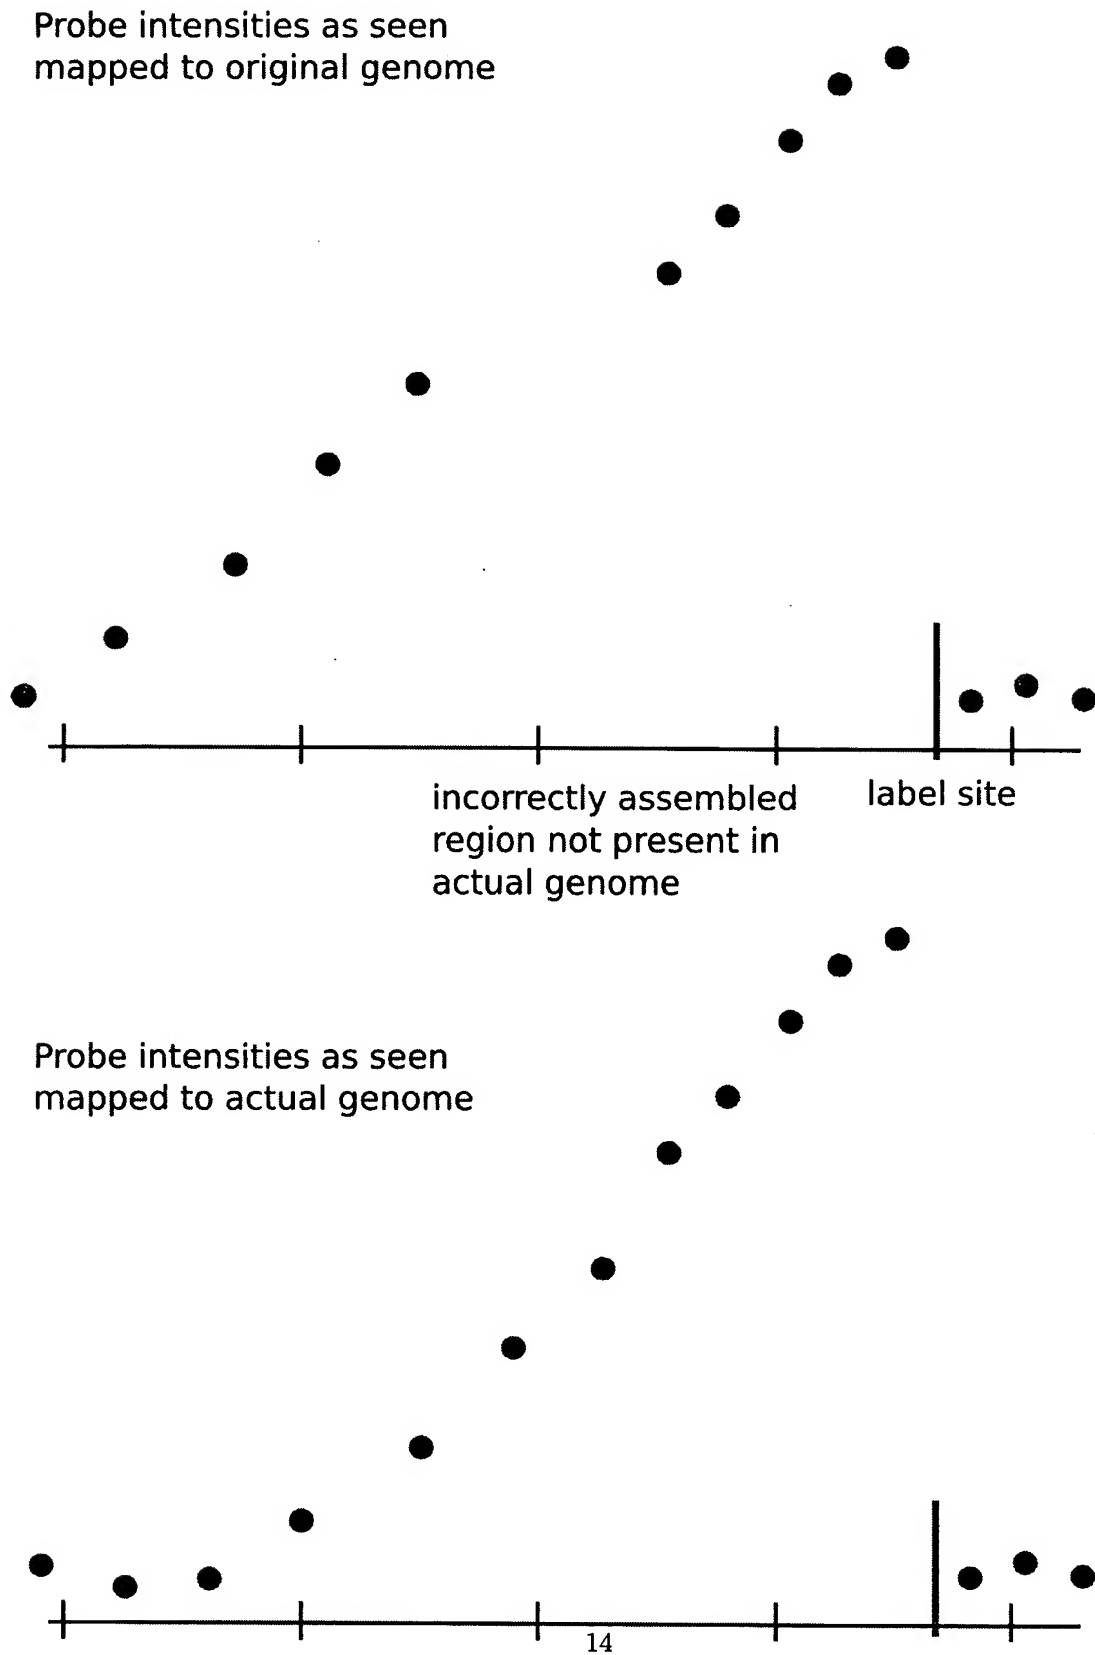 Probe intensities as seen
mapped to original genome
label site
incorrectly assembled
region not present in
actual genome
Probe intensities as seen
mapped to actual genome
14